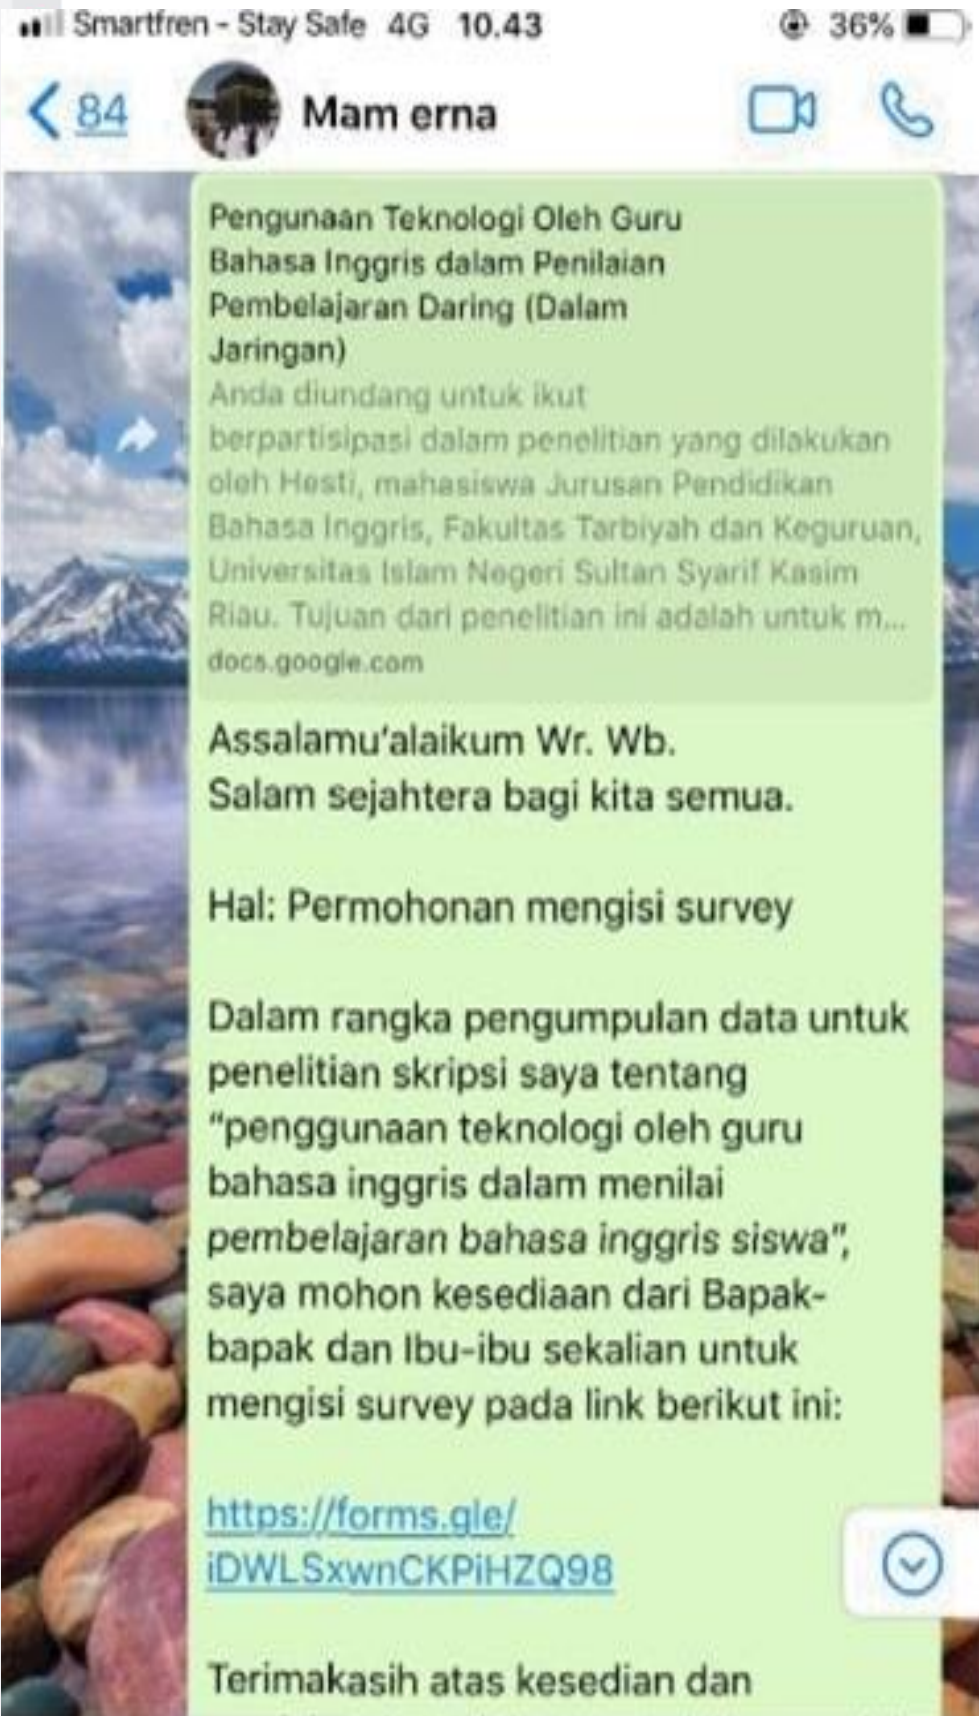 Smartfren - Stay Safe 4G 10.43 36%
84 Mam erna
Pengunaan Teknologi Oleh Guru
Bahasa Inggris dalam Penilaian
Pembelajaran Daring (Dalam
Jaringan)
Anda diundang untuk ikut
berpartisipasi dalam penelitian yang dilakukan
oleh Hesti, mahasiswa Jurusan Pendidikan
Bahasa Inggris, Fakultas Tarbiyah dan Keguruan,
Universitas Islam Negeri Sultan Syarif Kasim
Riau. Tujuan dari penelitian ini adalah untuk m...
docs.google.com
Assalamu'alaikum Wr. Wb.
Salam sejahtera bagi kita semua.
Hal: Permohonan mengisi survey
Dalam rangka pengumpulan data untuk
penelitian skripsi saya tentang
"penggunaan teknologi oleh guru
bahasa inggris dalam menilai
pembelajaran bahasa inggris siswa",
saya mohon kesediaan dari Bapak-
bapak dan Ibu-ibu sekalian untuk
mengisi survey pada link berikut ini:
https://forms.gle/
iDWLSxwnCKPiHZQ98
Terimakasih atas kesedian dan